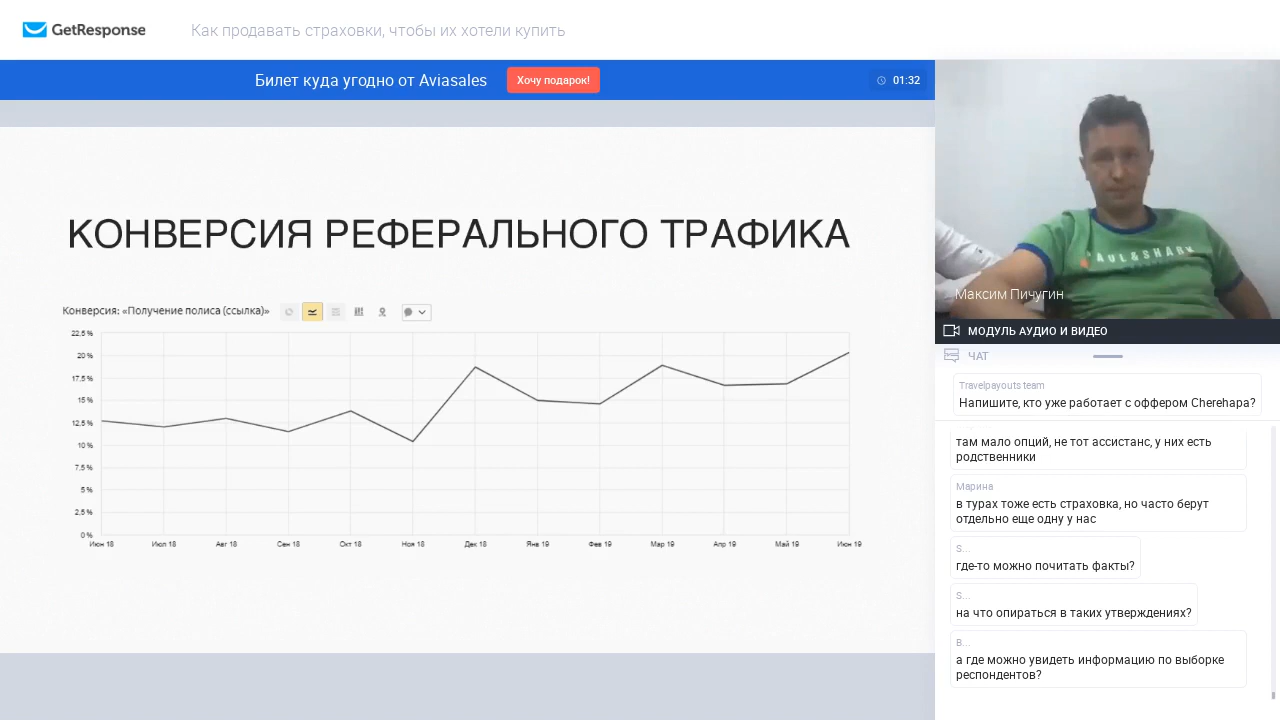 GetResponse
Как продавать страховки, чтобы их хотели купить
Билет куда угодно от Aviasales
Хочу подарок!
01:32
КОНВЕРСИЯ РЕФЕРАЛЬНОГО ТРАФИКА
Конверсия: «Получение полиса (ссылка)»
22,5 %
20 %
17,5 %
15 %
12,5 %
10 %
7,5 %
5 %
2,5 %
0 %
Июн 18
Июл 18
Авг 18
Сен 18
Окт 18
Ноя 18
Дек 18
Янв 19
Фев 19
Мар 19
Апр 19
Май 19
Июн 19
PAUL & SHARK
Максим Пичугин
МОДУЛЬ АУДИО И ВИДЕО
ЧАТ
Travelpayouts team
Напишите, кто уже работает с оффером Cherehapa?
там мало опций, не тот ассистанс, у них есть
родственники
Марина
в турах тоже есть страховка, но часто берут
отдельно еще одну у нас
S...
где-то можно почитать факты?
S...
на что опираться в таких утверждениях?
B...
а где можно увидеть информацию по выборке
респондентов?